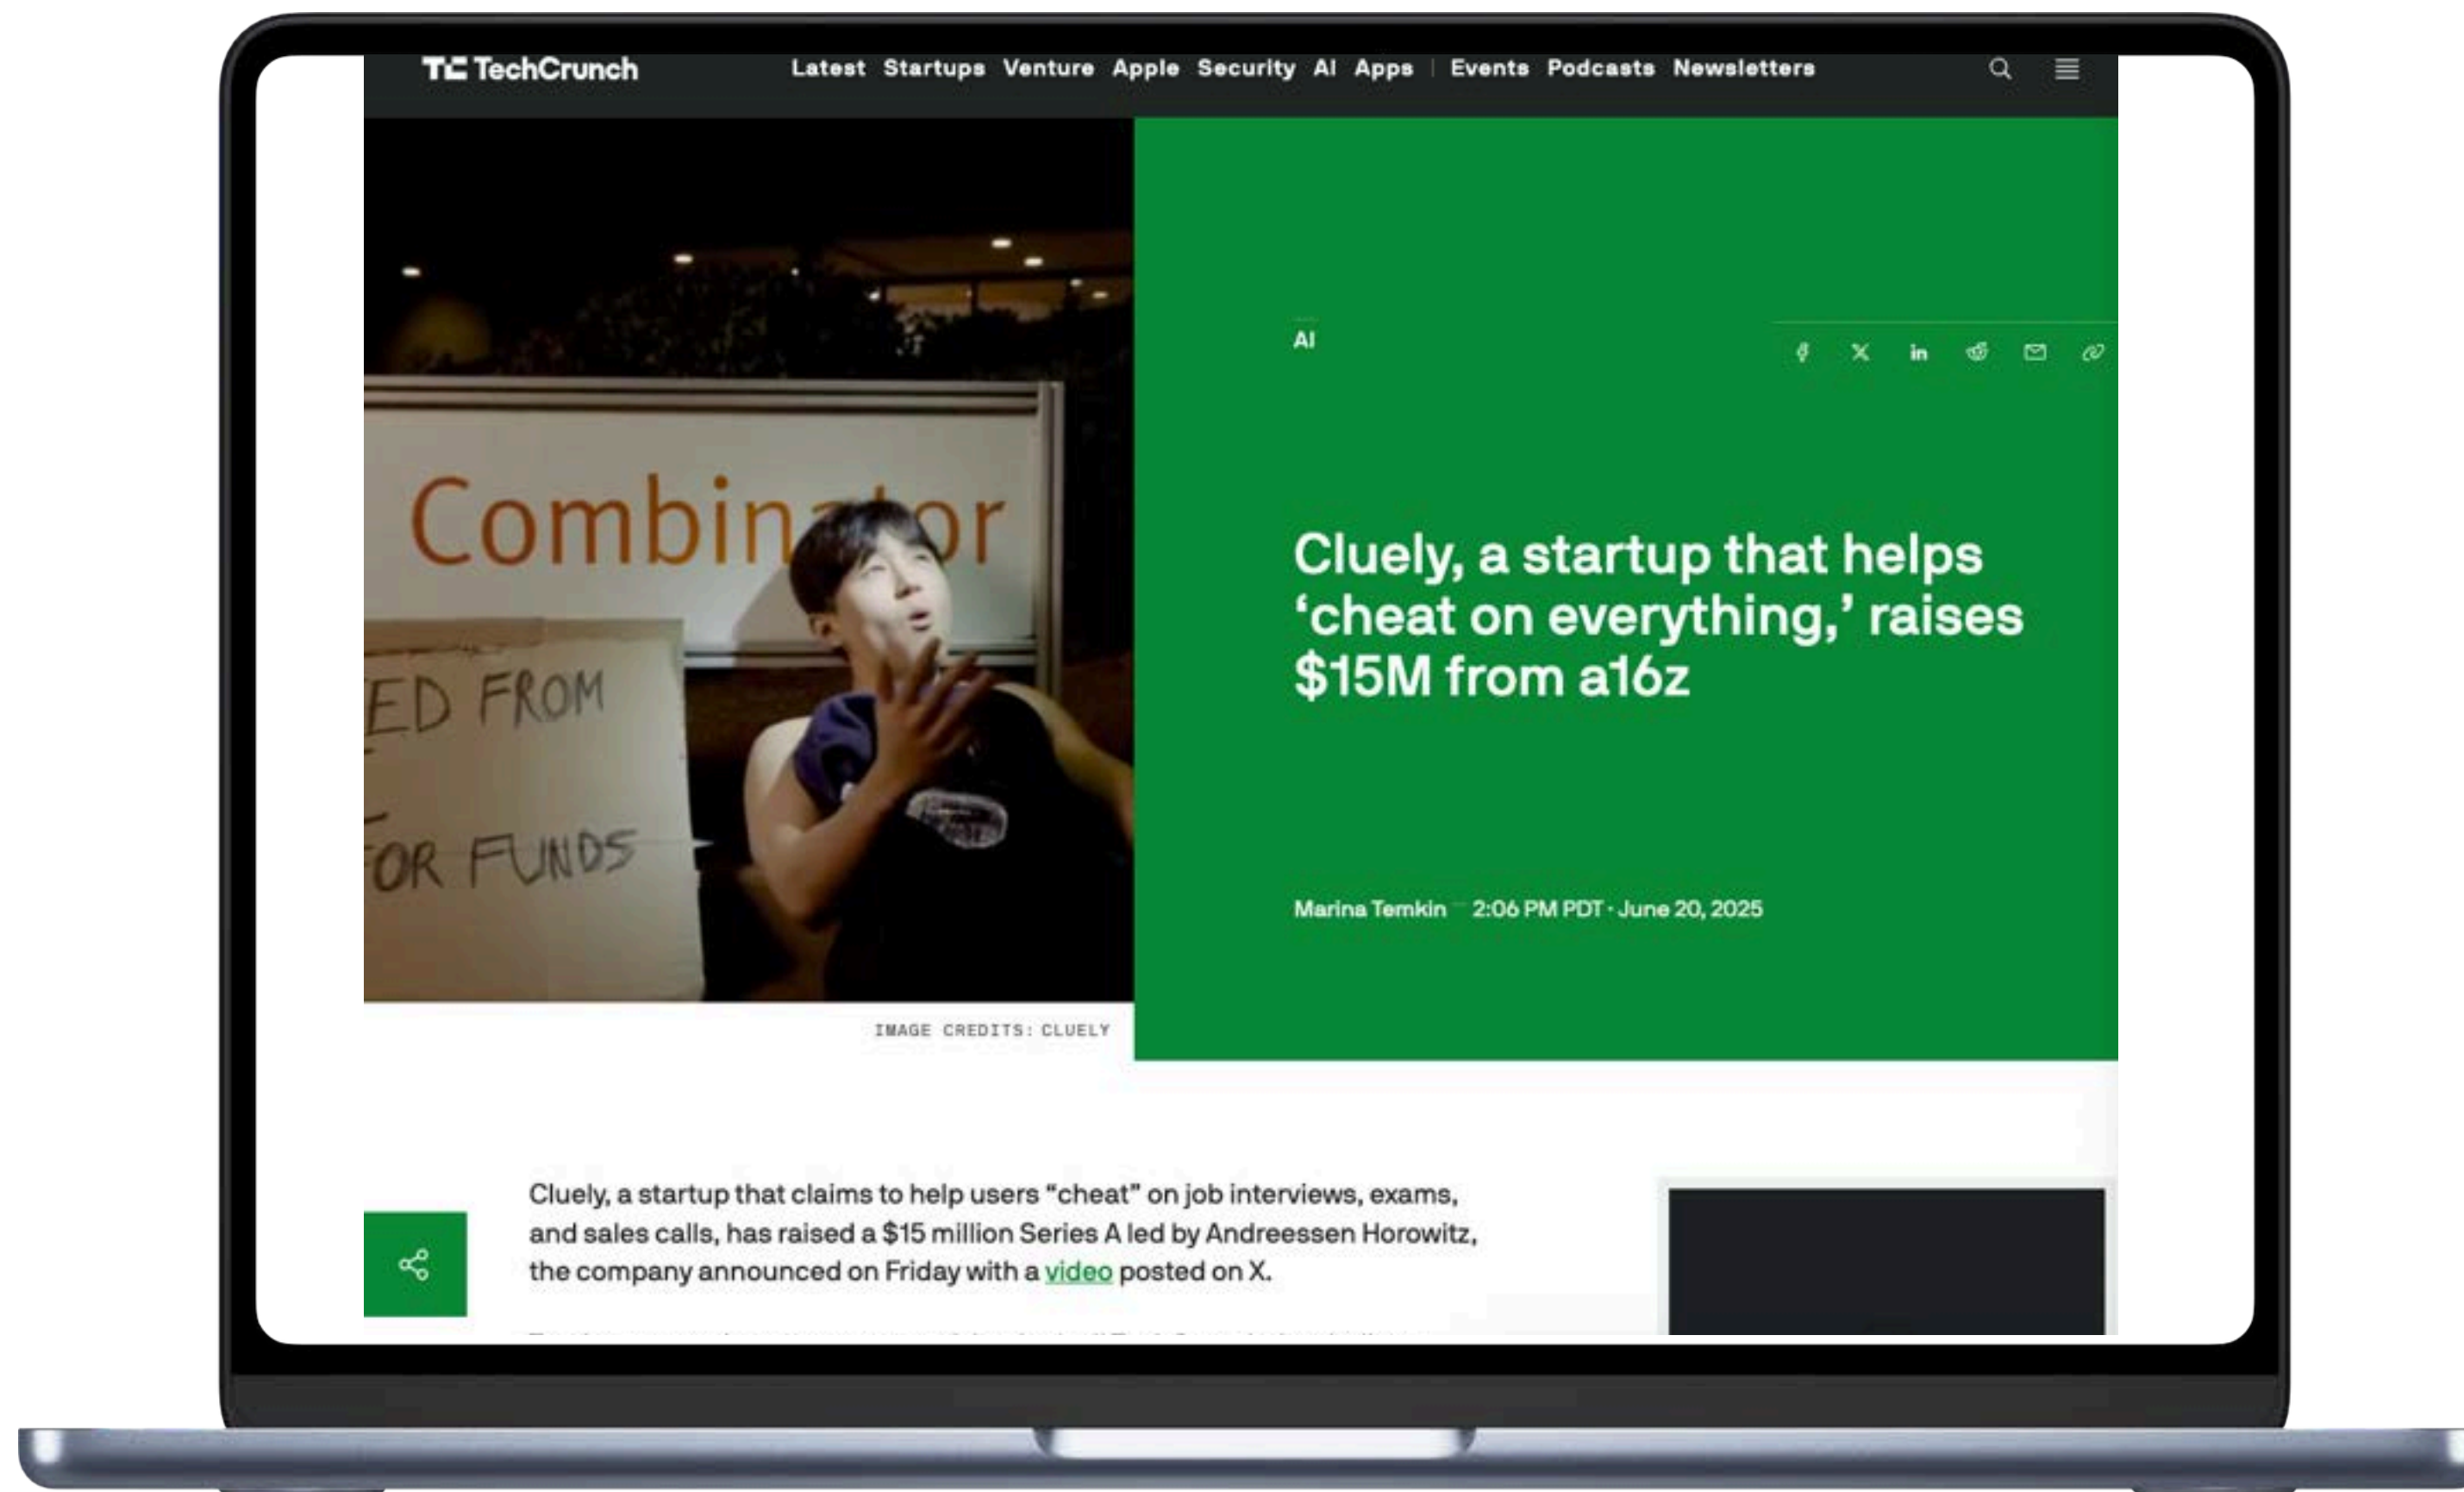 TC TechCrunch
Latest Startups Venture Apple Security AI Apps | Events Podcasts Newsletters
Combinator
ED FROM
OR FUNDS
IMAGE CREDITS: CLUELY
AI
in
Cluely, a startup that helps
‘cheat on everything,’ raises
$15M from a16z
Marina Temkin — 2:06 PM PDT · June 20, 2025
Cluely, a startup that claims to help users “cheat” on job interviews, exams,
and sales calls, has raised a $15 million Series A led by Andreessen Horowitz,
the company announced on Friday with a video posted on X.